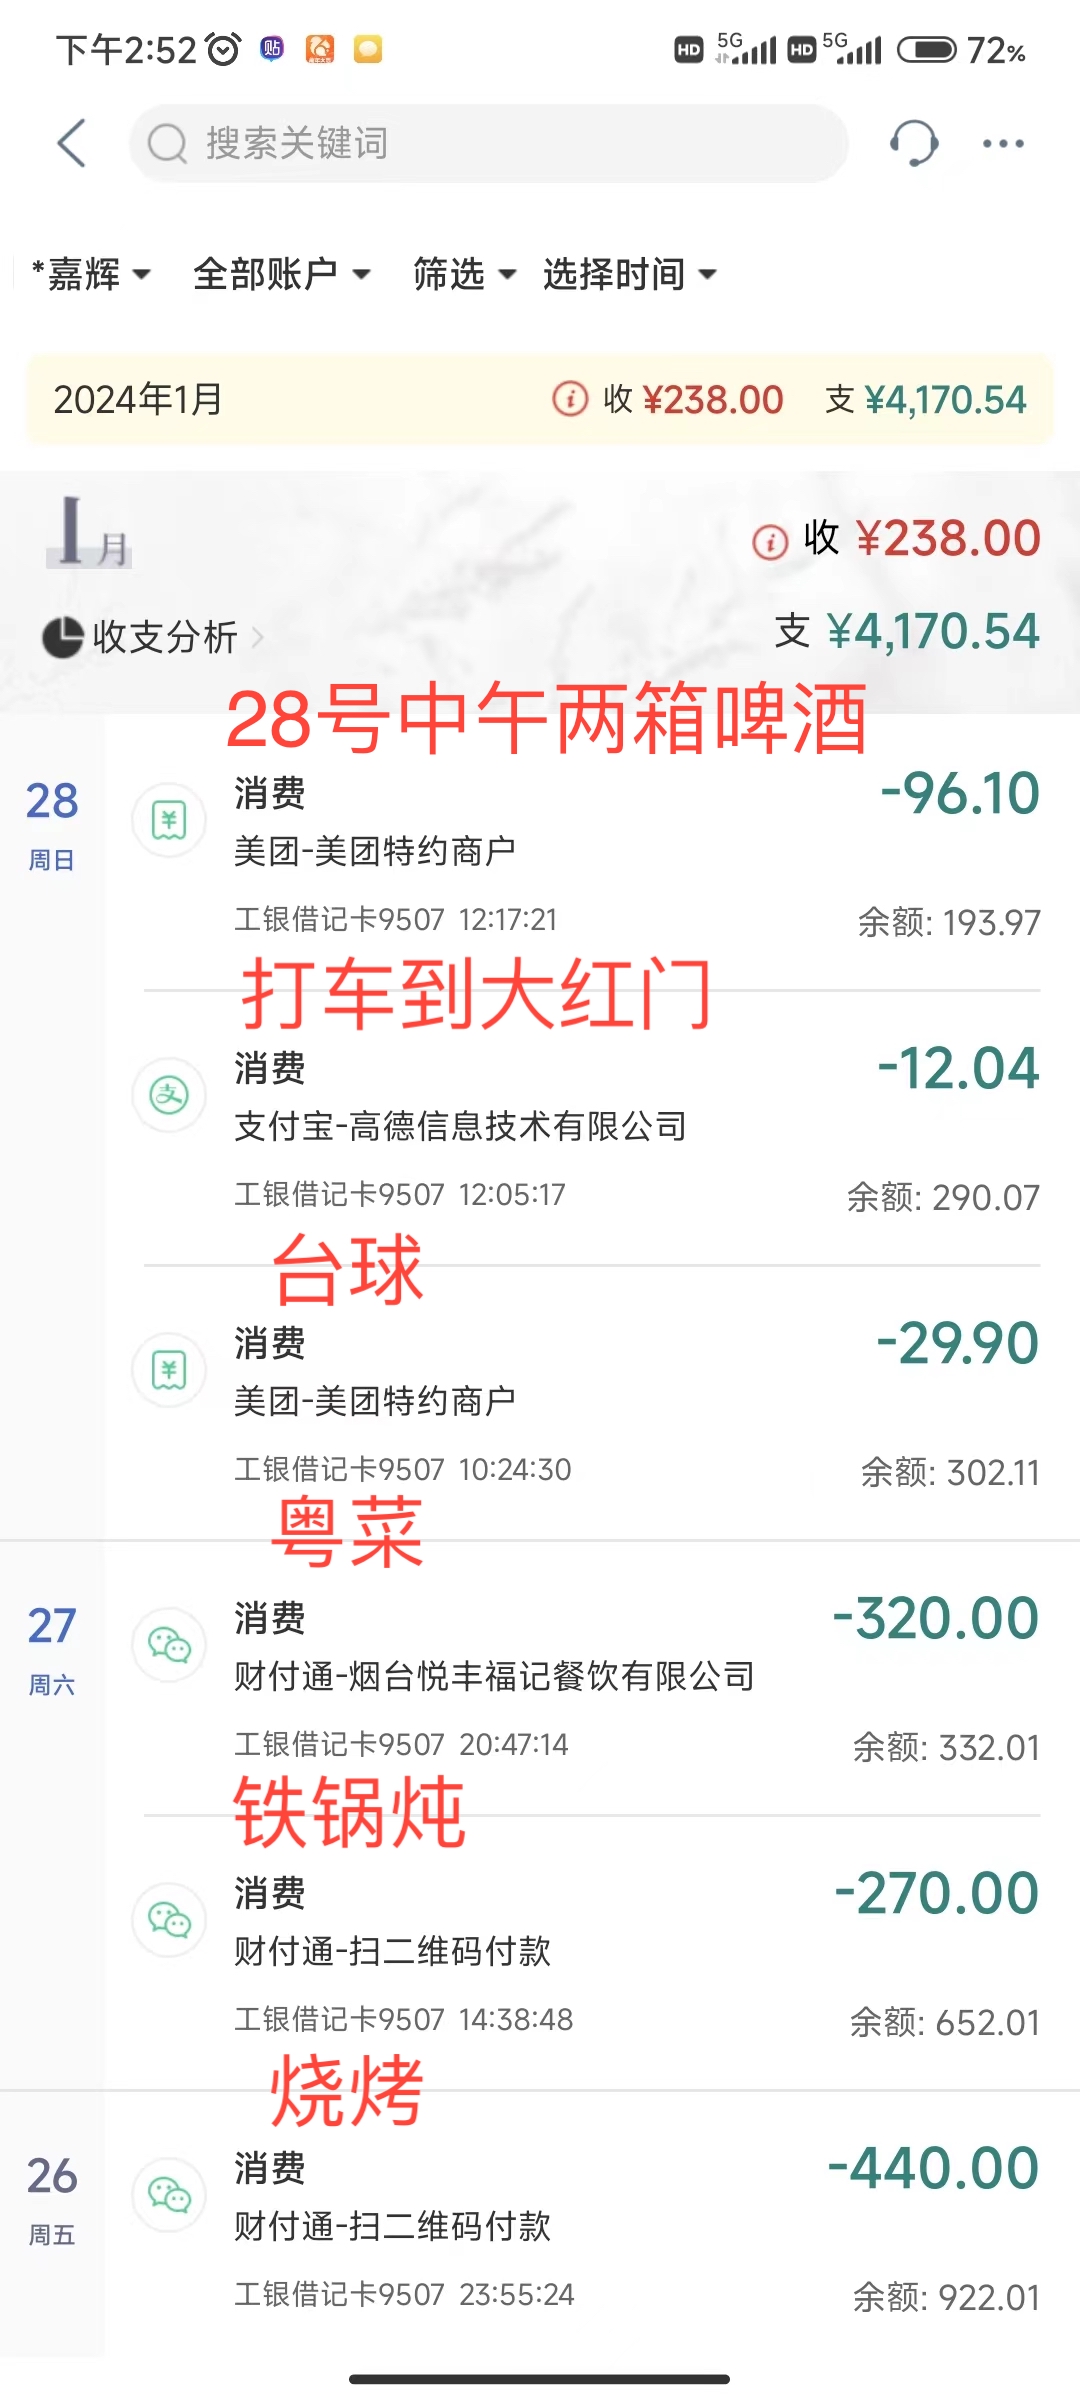 下午2:52 贴 HD 5G HD 5G 72%
搜索关键词
*嘉辉 全部账户 筛选 选择时间
2024年1月 收 ¥238.00 支 ¥4,170.54
1月 收 ¥238.00
收支分析 支 ¥4,170.54
28号中午两箱啤酒
28 消费 -96.10
周日 美团-美团特约商户
工银借记卡9507 12:17:21 余额: 193.97
打车到大红门
消费 -12.04
支付宝-高德信息技术有限公司
工银借记卡9507 12:05:17 余额: 290.07
台球
消费 -29.90
美团-美团特约商户
工银借记卡9507 10:24:30 余额: 302.11
粤菜
27 消费 -320.00
周六 财付通-烟台悦丰福记餐饮有限公司
工银借记卡9507 20:47:14 余额: 332.01
铁锅炖
消费 -270.00
财付通-扫二维码付款
工银借记卡9507 14:38:48 余额: 652.01
烧烤
26 消费 -440.00
周五 财付通-扫二维码付款
工银借记卡9507 23:55:24 余额: 922.01